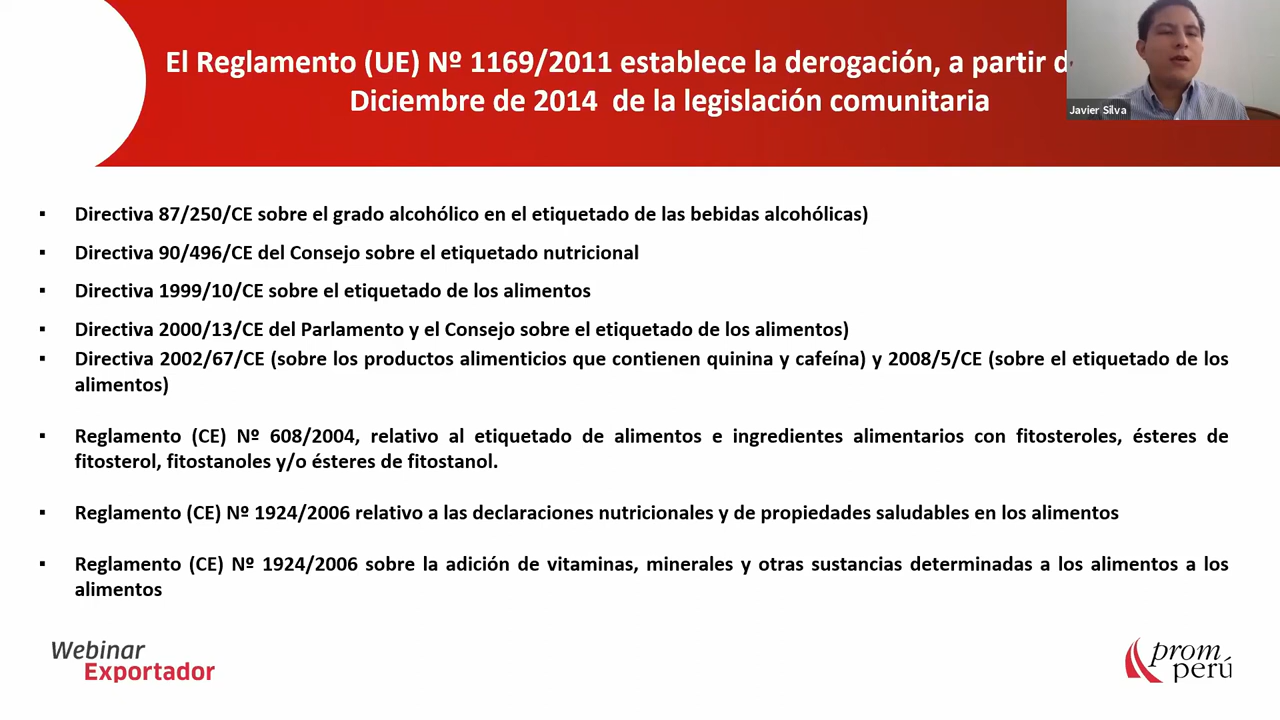 El Reglamento (UE) Nº 1169/2011 establece la derogación, a partir
Diciembre de 2014 de la legislación comunitaria
Javier Silva
▪ Directiva 87/250/CE sobre el grado alcohólico en el etiquetado de las bebidas alcohólicas)
▪ Directiva 90/496/CE del Consejo sobre el etiquetado nutricional
▪ Directiva 1999/10/CE sobre el etiquetado de los alimentos
▪ Directiva 2000/13/CE del Parlamento y el Consejo sobre el etiquetado de los alimentos)
▪ Directiva 2002/67/CE (sobre los productos alimenticios que contienen quinina y cafeína) y 2008/5/CE (sobre el etiquetado de los
alimentos)
▪ Reglamento (CE) Nº 608/2004, relativo al etiquetado de alimentos e ingredientes alimentarios con fitosteroles, ésteres de
fitosterol, fitostanoles y/o ésteres de fitostanol.
▪ Reglamento (CE) Nº 1924/2006 relativo a las declaraciones nutricionales y de propiedades saludables en los alimentos
▪ Reglamento (CE) Nº 1924/2006 sobre la adición de vitaminas, minerales y otras sustancias determinadas a los alimentos a los
alimentos
Webinar
Exportador
prom
perú